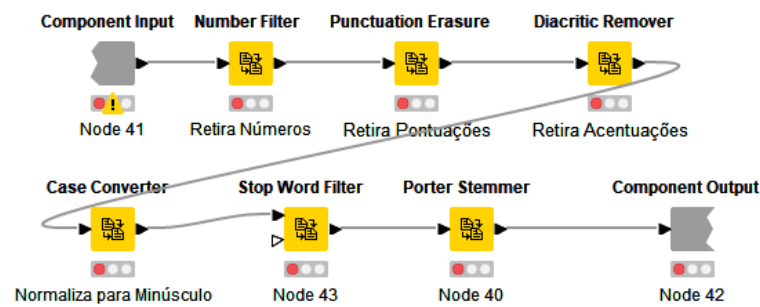 Component Input Number Filter Punctuation Erasure Diacritic Remover
Node 41 Retira Números Retira Pontuações Retira Acentuações
Case Converter Stop Word Filter Porter Stemmer Component Output
Normaliza para Minúsculo Node 43 Node 40 Node 42